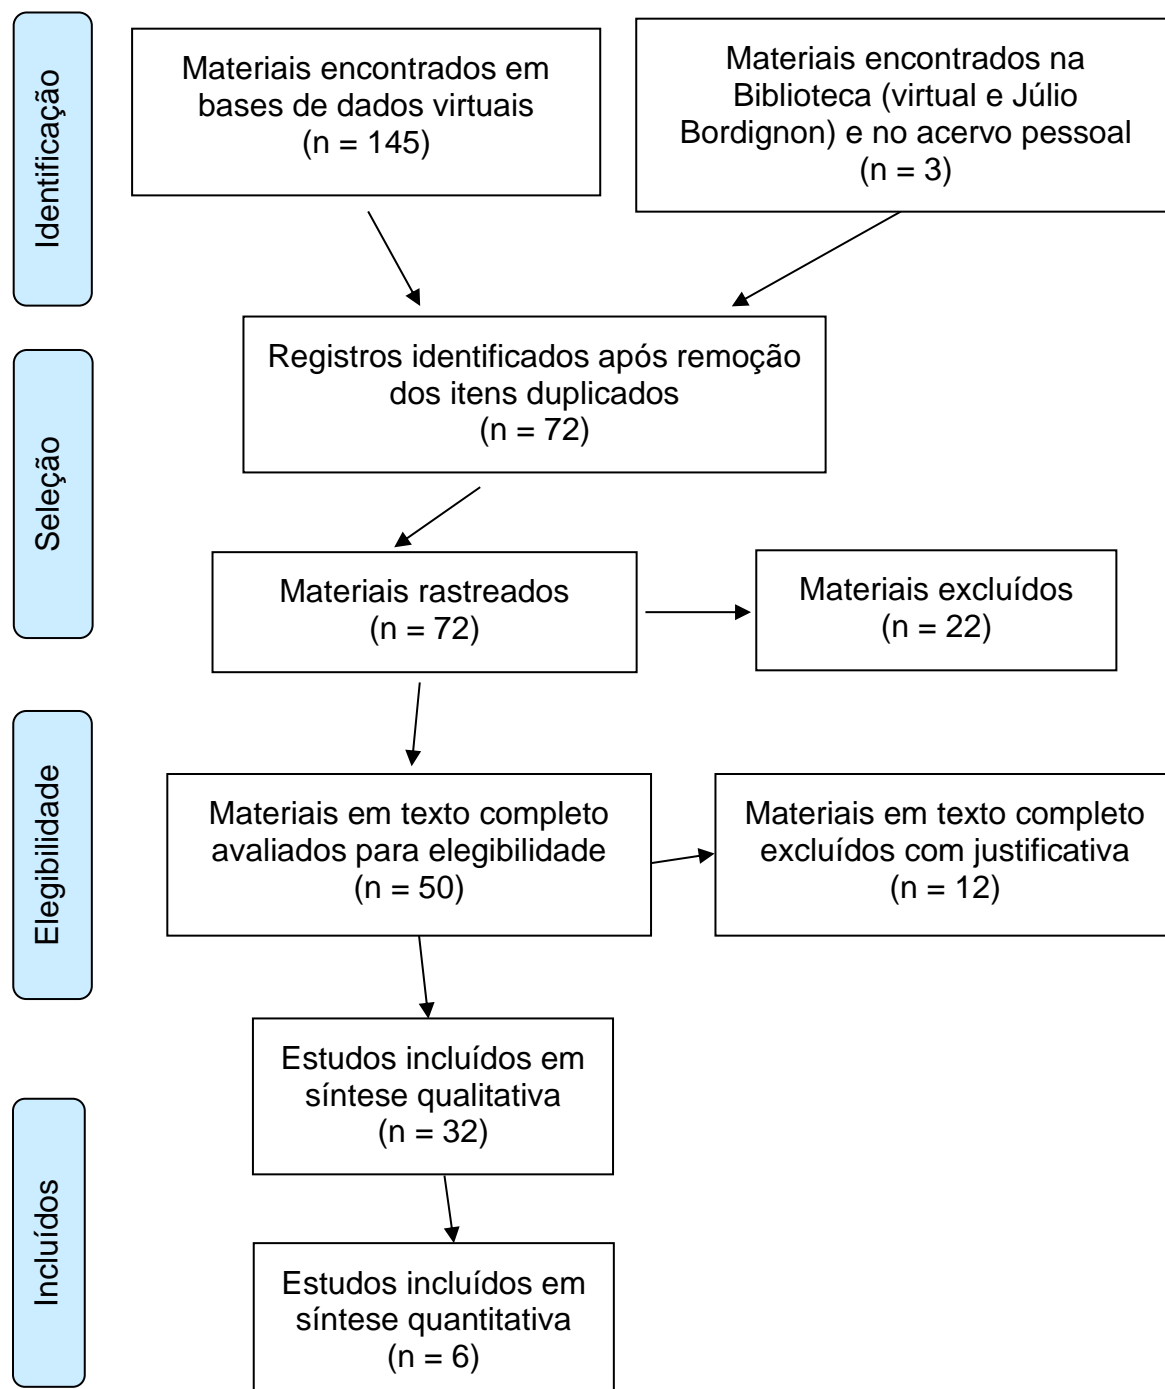 Identificação
Materiais encontrados em
bases de dados virtuais
(n = 145)
Materiais encontrados na
Biblioteca (virtual e Júlio
Bordignon) e no acervo pessoal
(n = 3)
Registros identificados após remoção
dos itens duplicados
(n = 72)
Seleção
Materiais rastreados
(n = 72)
Materiais excluídos
(n = 22)
Elegibilidade
Materiais em texto completo
avaliados para elegibilidade
(n = 50)
Materiais em texto completo
excluídos com justificativa
(n = 12)
Estudos incluídos em
síntese qualitativa
(n = 32)
Incluídos
Estudos incluídos em
síntese quantitativa
(n = 6)